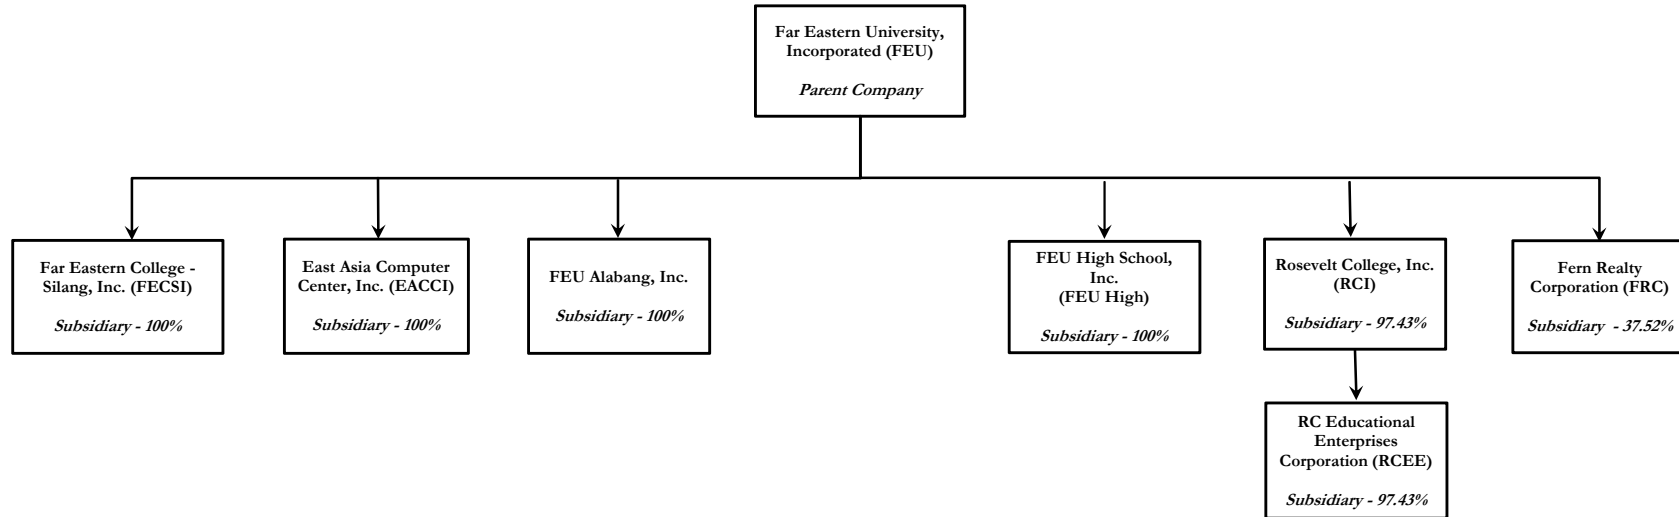 Far Eastern University,
Incorporated (FEU)
Parent Company
Far Eastern College -
Silang, Inc. (FECSI)
Subsidiary - 100%
East Asia Computer
Center, Inc. (EACCI)
Subsidiary - 100%
FEU Alabang, Inc.
Subsidiary - 100%
FEU High School,
Inc.
(FEU High)
Subsidiary - 100%
Rosevelt College, Inc.
(RCI)
Subsidiary - 97.43%
Fern Realty
Corporation (FRC)
Subsidiary - 37.52%
RC Educational
Enterprises
Corporation (RCEE)
Subsidiary - 97.43%